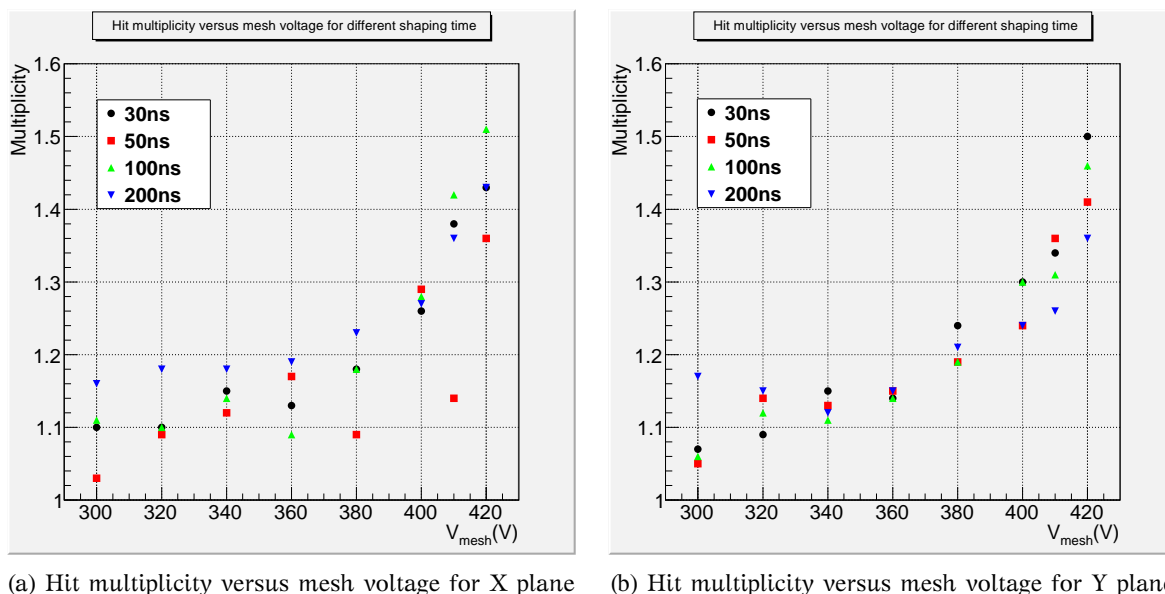 Hit multiplicity versus mesh voltage for different shaping time
Multiplicity
1.6
1.5
1.4
1.3
1.2
1.1
1
30ns
50ns
100ns
200ns
300 320 340 360 380 400 420
V_mesh(V)
(a) Hit multiplicity versus mesh voltage for X plane
Hit multiplicity versus mesh voltage for different shaping time
Multiplicity
1.6
1.5
1.4
1.3
1.2
1.1
1
30ns
50ns
100ns
200ns
300 320 340 360 380 400 420
V_mesh(V)
(b) Hit multiplicity versus mesh voltage for Y plane